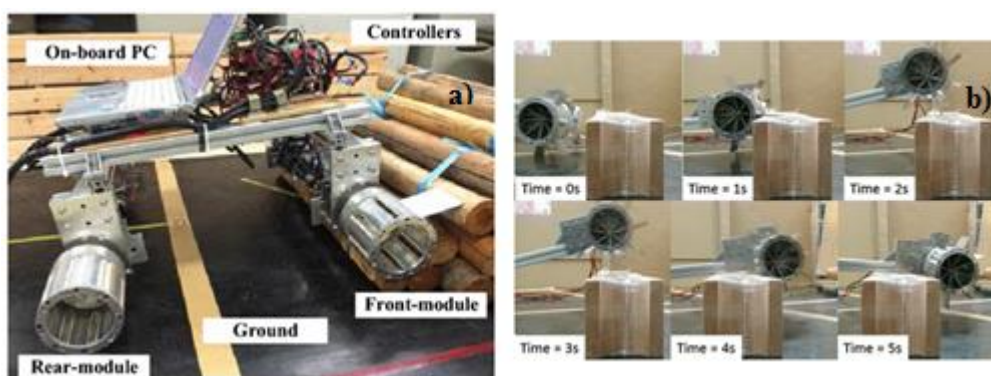 On-board PC
Controllers
a)
Front-module
Ground
Rear-module
b)
Time = 0s
Time = 1s
Time = 2s
Time = 3s
Time = 4s
Time = 5s